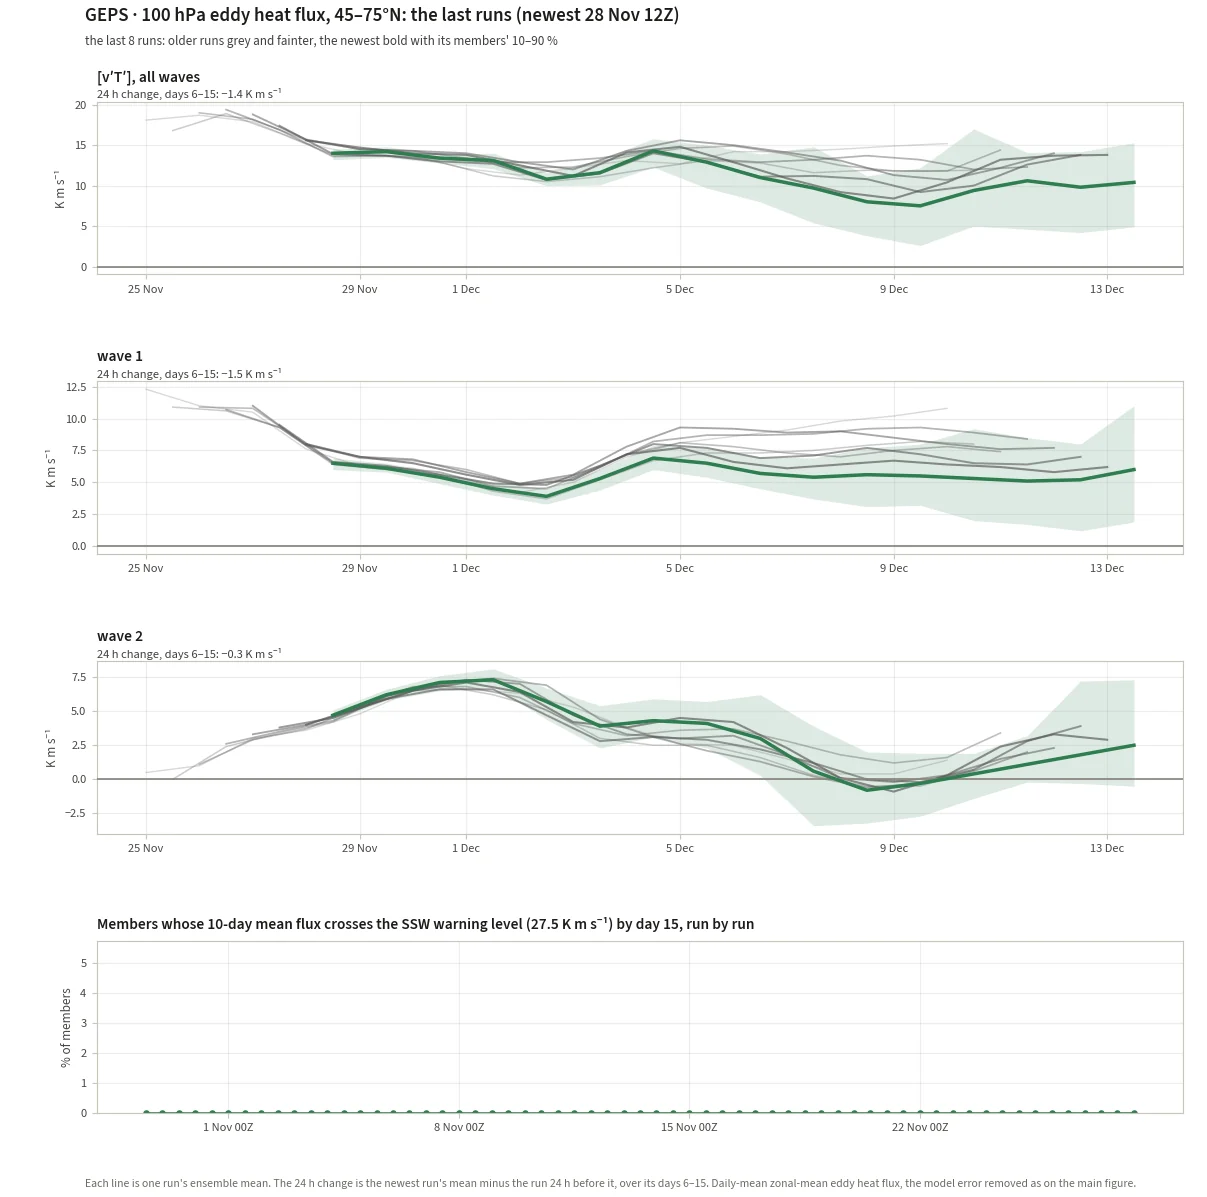 GEPS · 100 hPa eddy heat flux, 45–75°N: the last runs (newest 28 Nov 12Z)
the last 8 runs: older runs grey and fainter, the newest bold with its members' 10–90 %
[v′T′], all waves
24 h change, days 6–15: −1.4 K m s⁻¹
20
15
10
5
0
K m s⁻¹
25 Nov 29 Nov 1 Dec 5 Dec 9 Dec 13 Dec
wave 1
24 h change, days 6–15: −1.5 K m s⁻¹
12.5
10.0
7.5
5.0
2.5
0.0
K m s⁻¹
25 Nov 29 Nov 1 Dec 5 Dec 9 Dec 13 Dec
wave 2
24 h change, days 6–15: −0.3 K m s⁻¹
7.5
5.0
2.5
0.0
−2.5
K m s⁻¹
25 Nov 29 Nov 1 Dec 5 Dec 9 Dec 13 Dec
Members whose 10-day mean flux crosses the SSW warning level (27.5 K m s⁻¹) by day 15, run by run
5
4
3
2
1
0
% of members
1 Nov 00Z 8 Nov 00Z 15 Nov 00Z 22 Nov 00Z
Each line is one run's ensemble mean. The 24 h change is the newest run's mean minus the run 24 h before it, over its days 6–15. Daily-mean zonal-mean eddy heat flux, the model error removed as on the main figure.